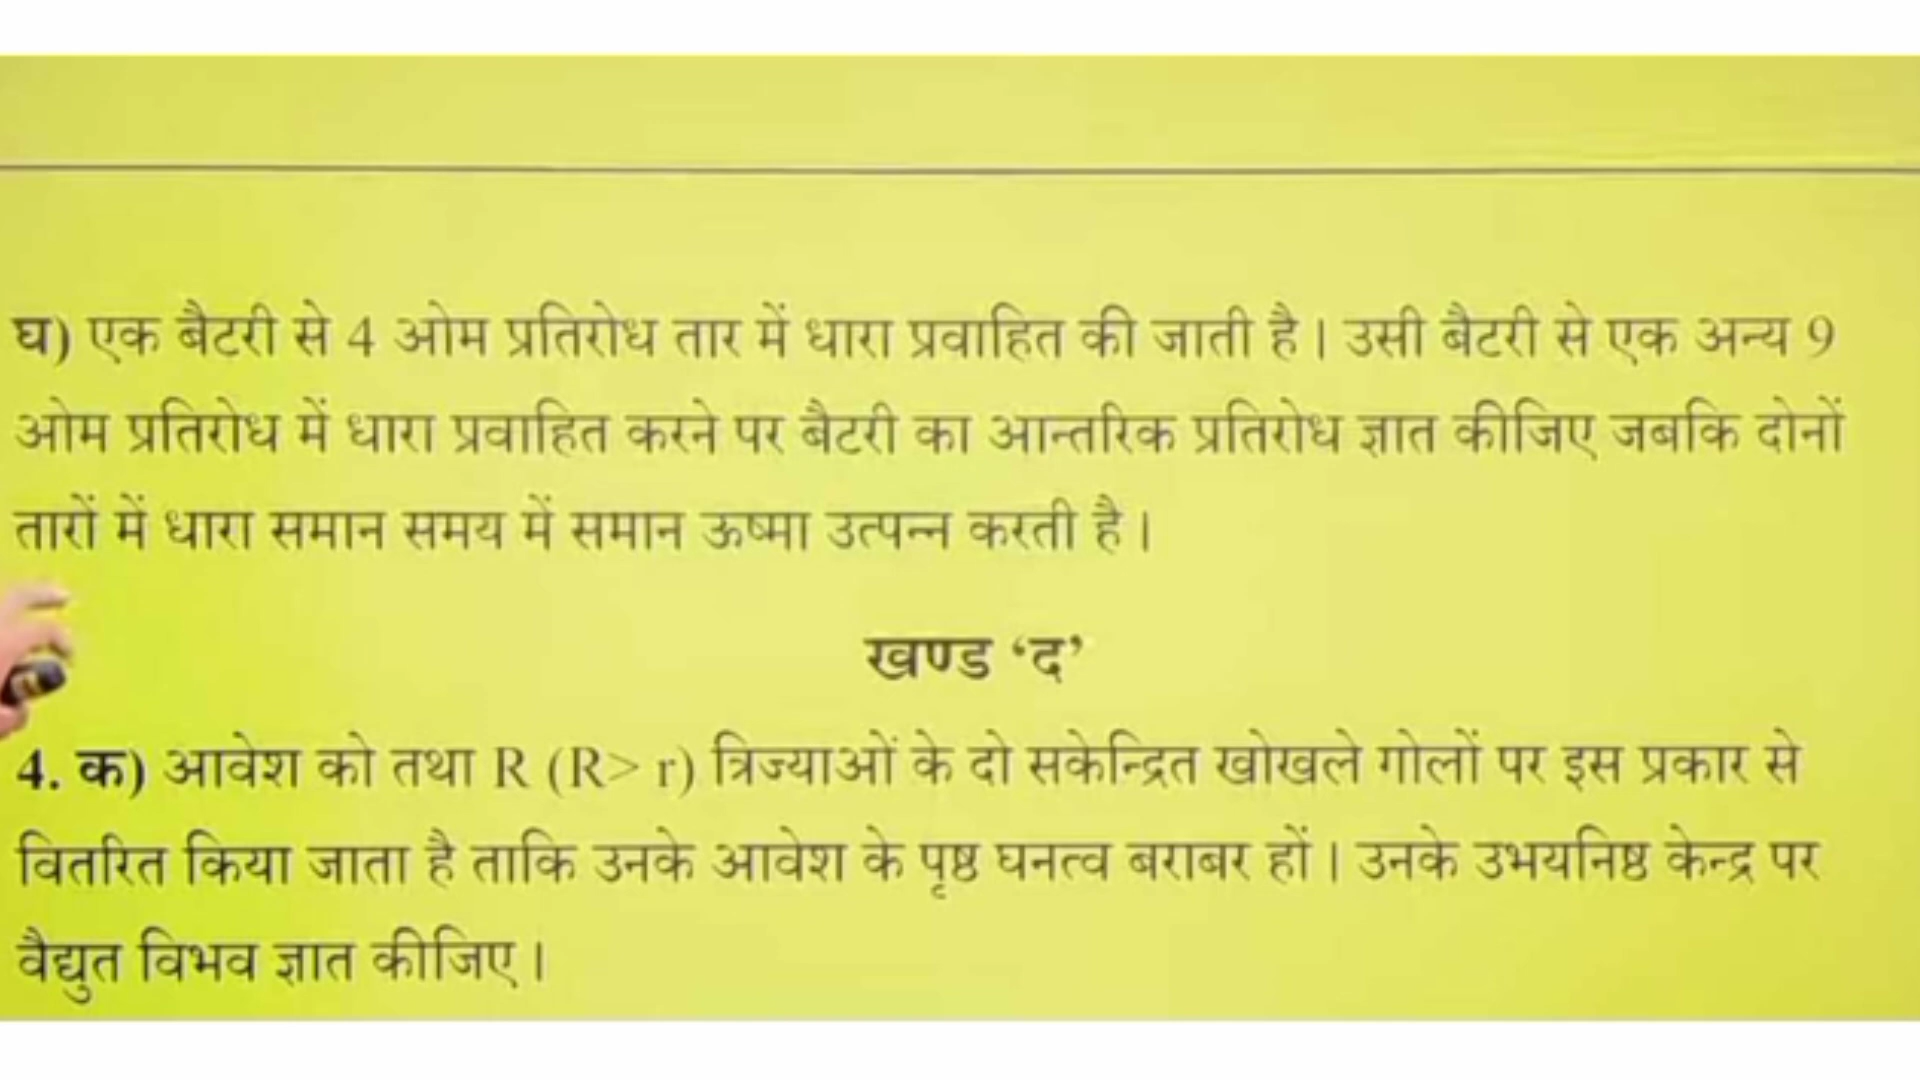 घ) एक बैटरी से 4 ओम प्रतिरोध तार में धारा प्रवाहित की जाती है। उसी बैटरी से एक अन्य 9
ओम प्रतिरोध में धारा प्रवाहित करने पर बैटरी का आन्तरिक प्रतिरोध ज्ञात कीजिए जबकि दोनों
तारों में धारा समान समय में समान ऊष्मा उत्पन्न करती है।
खण्ड ‘द’
4. क) आवेश को तथा R (R> r) त्रिज्याओं के दो सकेन्द्रित खोखले गोलों पर इस प्रकार से
वितरित किया जाता है ताकि उनके आवेश के पृष्ठ घनत्व बराबर हों। उनके उभयनिष्ठ केन्द्र पर
वैद्युत विभव ज्ञात कीजिए।